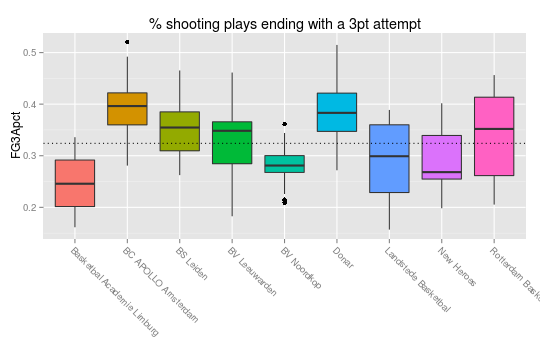 % shooting plays ending with a 3pt attempt
FG3Apct
0.5
0.4
0.3
0.2
Basketbal Academie Limburg
BC APOLLO Amsterdam
BS Leiden
BV Leeuwarden
BV Noordkop
Donar
Landstede Basketbal
New Heroes
Rotterdam Bask